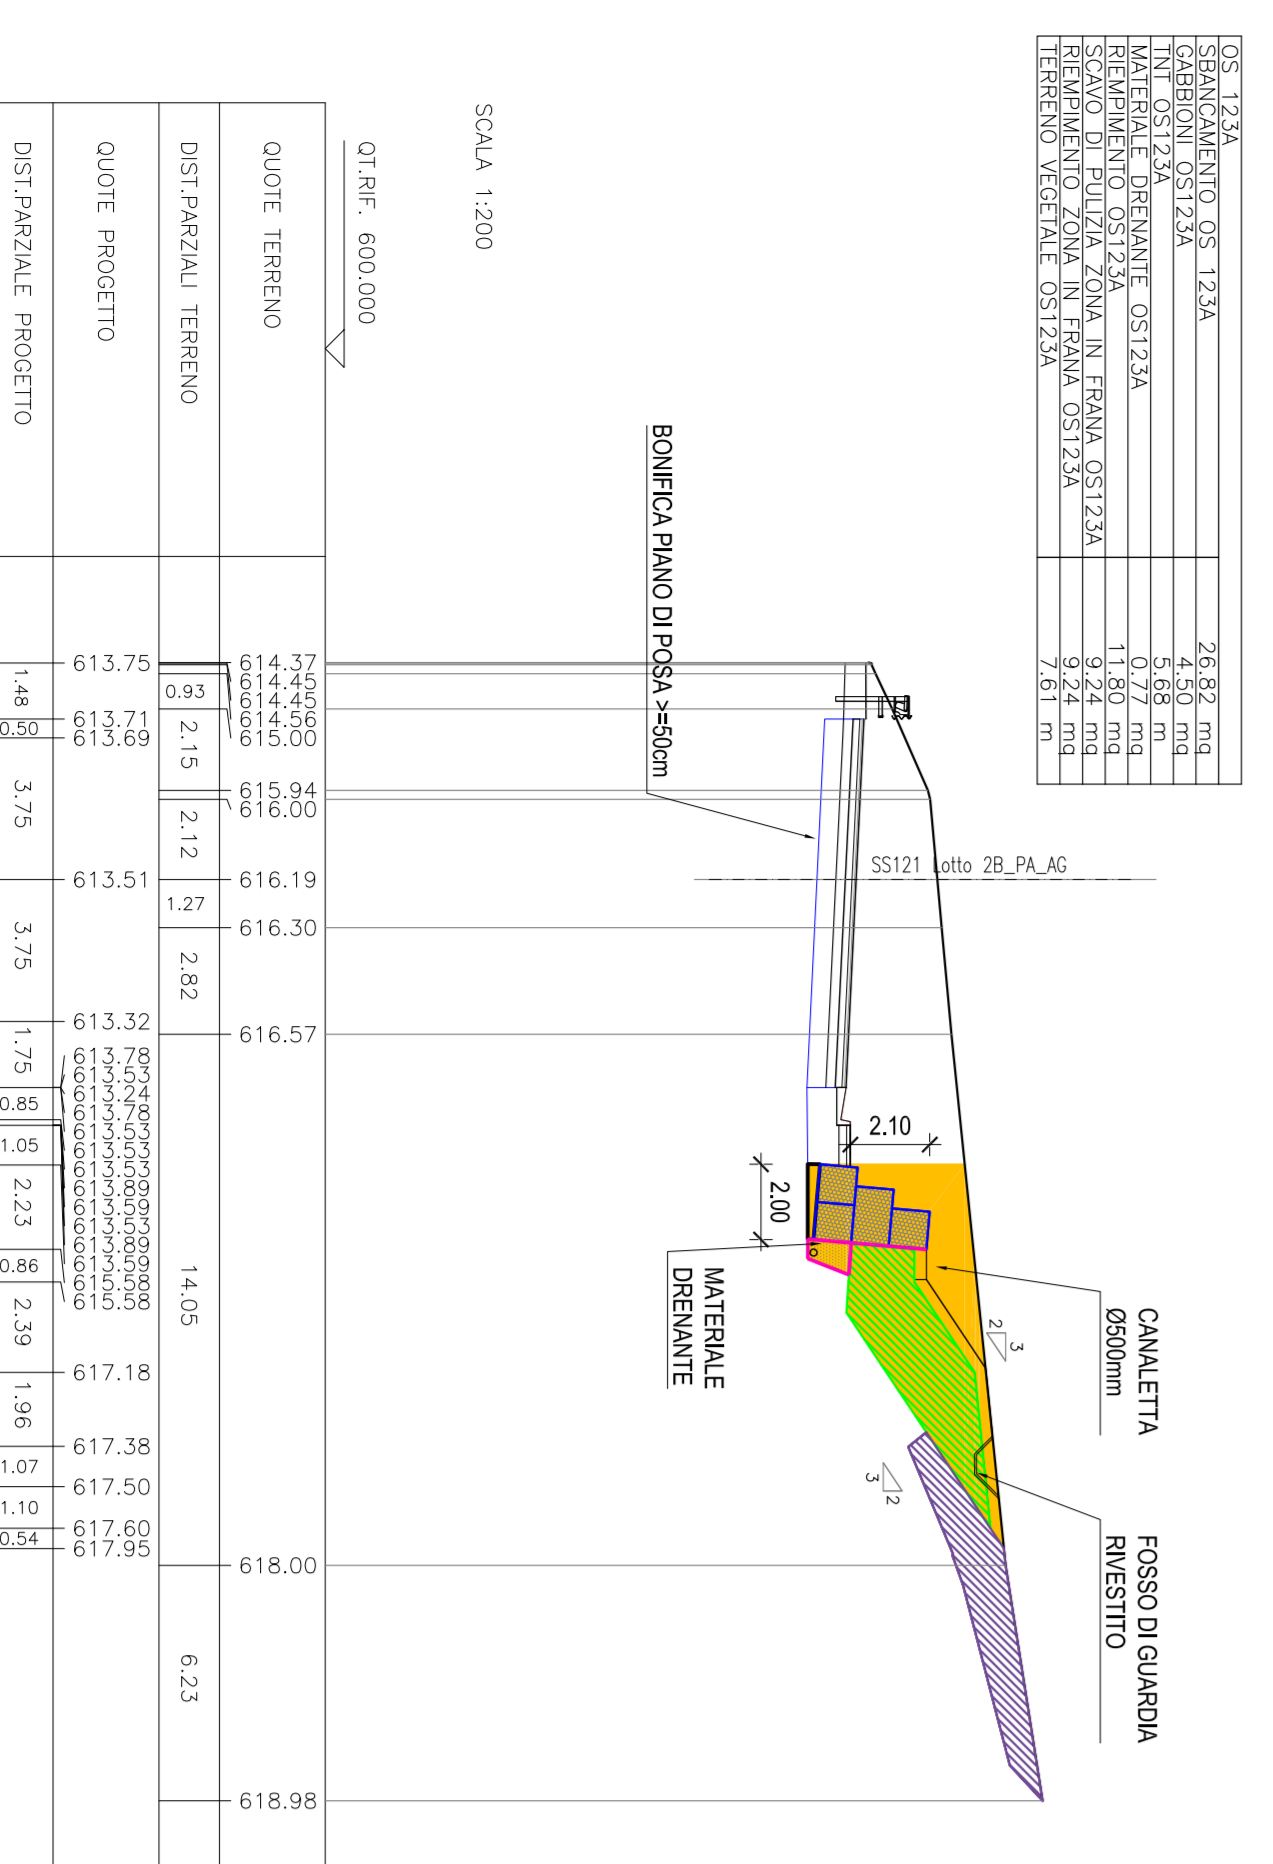 OS 123A
SBANCAMENTO OS 123A 26.82 mq
GABBIONI OS123A 4.50 mq
TNT OS123A 5.68 m
MATERIALE DRENANTE OS123A 0.77 mq
RIEMPIMENTO OS123A 11.80 mq
SCAVO DI PULIZIA ZONA IN FRANA OS123A 9.24 mq
RIEMPIMENTO ZONA IN FRANA OS123A 9.24 mq
TERRENO VEGETALE OS123A 7.61 m
CANALETTA
Ø500mm
FOSSO DI GUARDIA
RIVESTITO
SS121 Lotto 2B_PA_AG
2.10
3
2
2
3
2.00
MATERIALE
DRENANTE
BONIFICA PIANO DI POSA >=50cm
SCALA 1:200
QT.RIF. 600.000
QUOTE TERRENO
614.37
614.45
614.45
614.56
615.00
615.94
616.00
616.19
616.30
616.57
618.00
618.98
DIST.PARZIALI TERRENO
0.93
2.15
2.12
1.27
2.82
14.05
6.23
QUOTE PROGETTO
613.75
613.71
613.69
613.51
613.32
613.78
613.53
613.24
613.78
613.53
613.53
613.53
613.89
613.59
613.53
613.89
613.59
615.58
615.58
617.18
617.38
617.50
617.60
617.95
DIST.PARZIALE PROGETTO
1.48
0.50
3.75
3.75
1.75
0.85
1.05
2.23
0.86
2.39
1.96
1.07
1.10
0.54